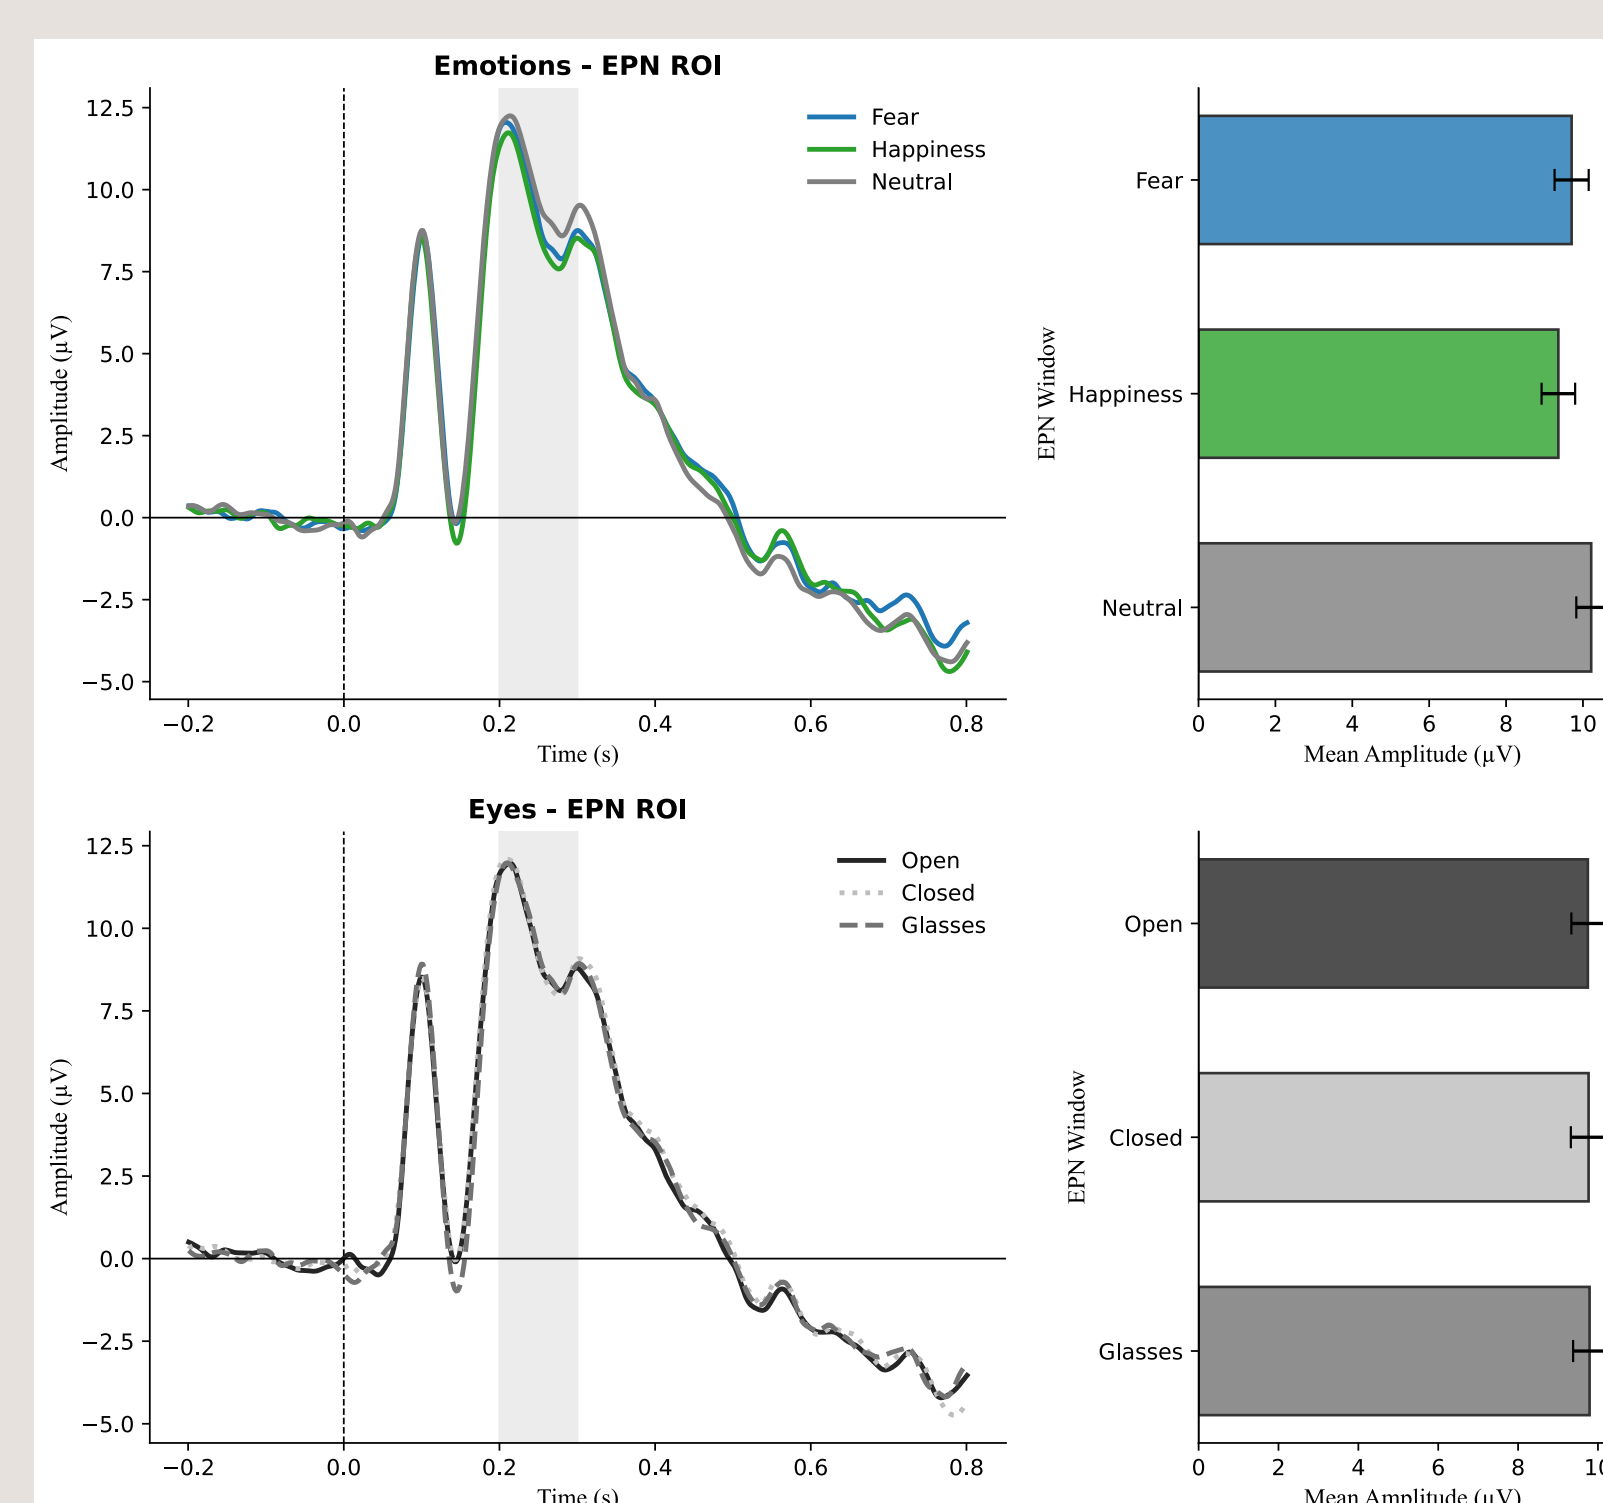 Emotions - EPN ROI
12.5
10.0
7.5
5.0
2.5
0.0
−2.5
−5.0
Amplitude (μV)
Fear
Happiness
Neutral
−0.2 0.0 0.2 0.4 0.6 0.8
Time (s)
EPN Window
Fear
Happiness
Neutral
0 2 4 6 8 10
Mean Amplitude (μV)
Eyes - EPN ROI
12.5
10.0
7.5
5.0
2.5
0.0
−2.5
−5.0
Amplitude (μV)
Open
Closed
Glasses
−0.2 0.0 0.2 0.4 0.6 0.8
Time (s)
EPN Window
Open
Closed
Glasses
0 2 4 6 8 10
Mean Amplitude (μV)